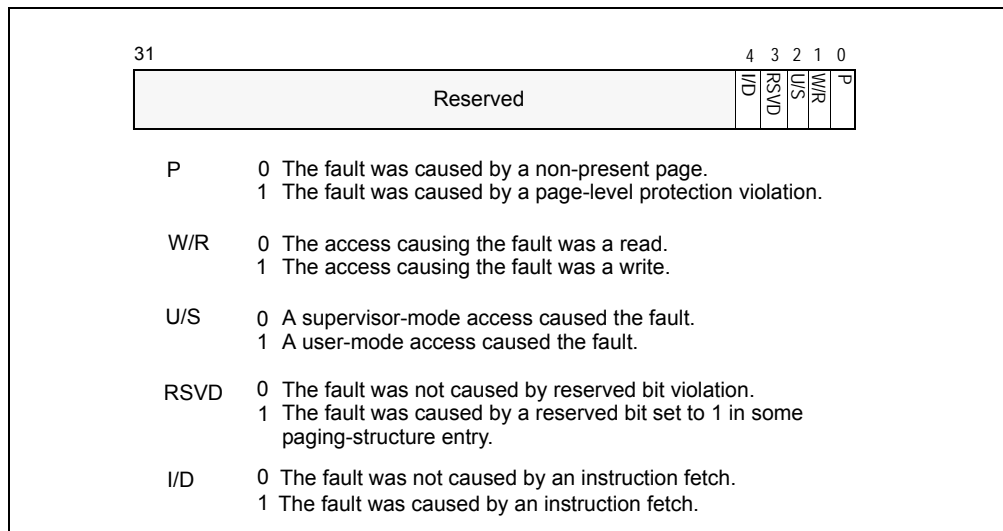 31 4 3 2 1 0
Reserved I/D RSVD U/S W/R P
P 0 The fault was caused by a non-present page.
1 The fault was caused by a page-level protection violation.
W/R 0 The access causing the fault was a read.
1 The access causing the fault was a write.
U/S 0 A supervisor-mode access caused the fault.
1 A user-mode access caused the fault.
RSVD 0 The fault was not caused by reserved bit violation.
1 The fault was caused by a reserved bit set to 1 in some
paging-structure entry.
I/D 0 The fault was not caused by an instruction fetch.
1 The fault was caused by an instruction fetch.